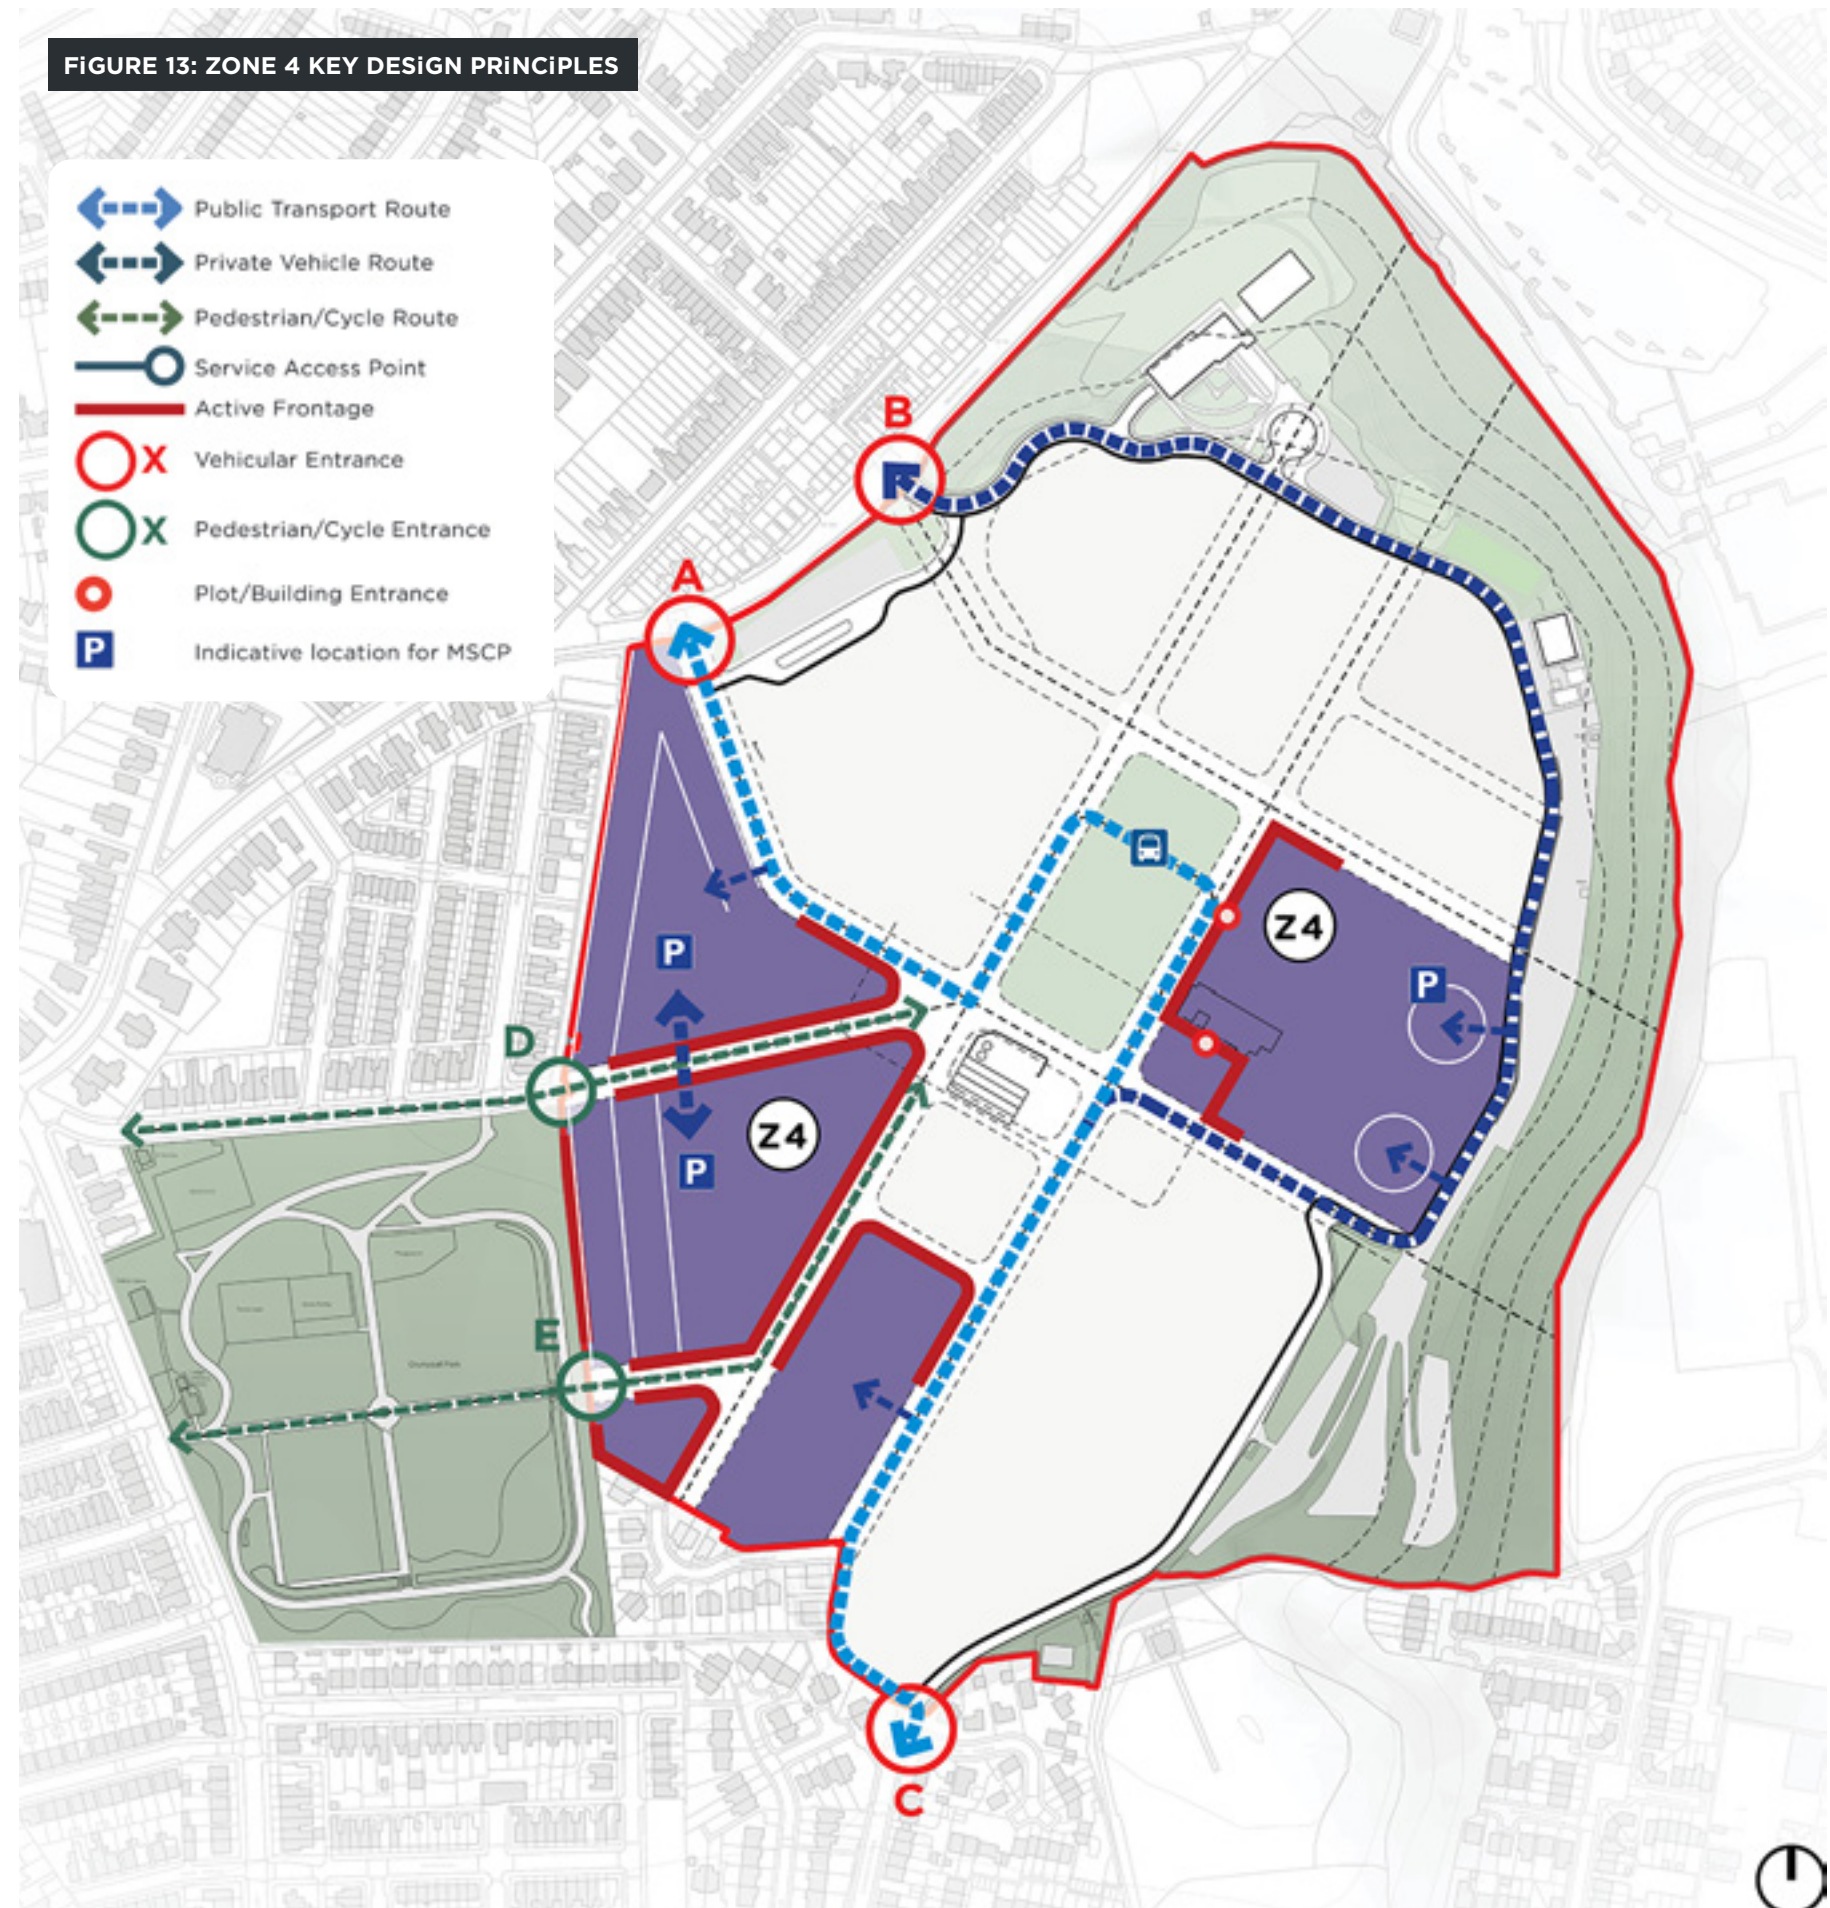 FiGURE 13: ZONE 4 KEY DESiGN PRiNCiPLES
Public Transport Route
Private Vehicle Route
Pedestrian/Cycle Route
Service Access Point
Active Frontage
X Vehicular Entrance
X Pedestrian/Cycle Entrance
Plot/Building Entrance
P Indicative location for MSCP
B
A
Z4
P
P
D
Z4
P
E
C